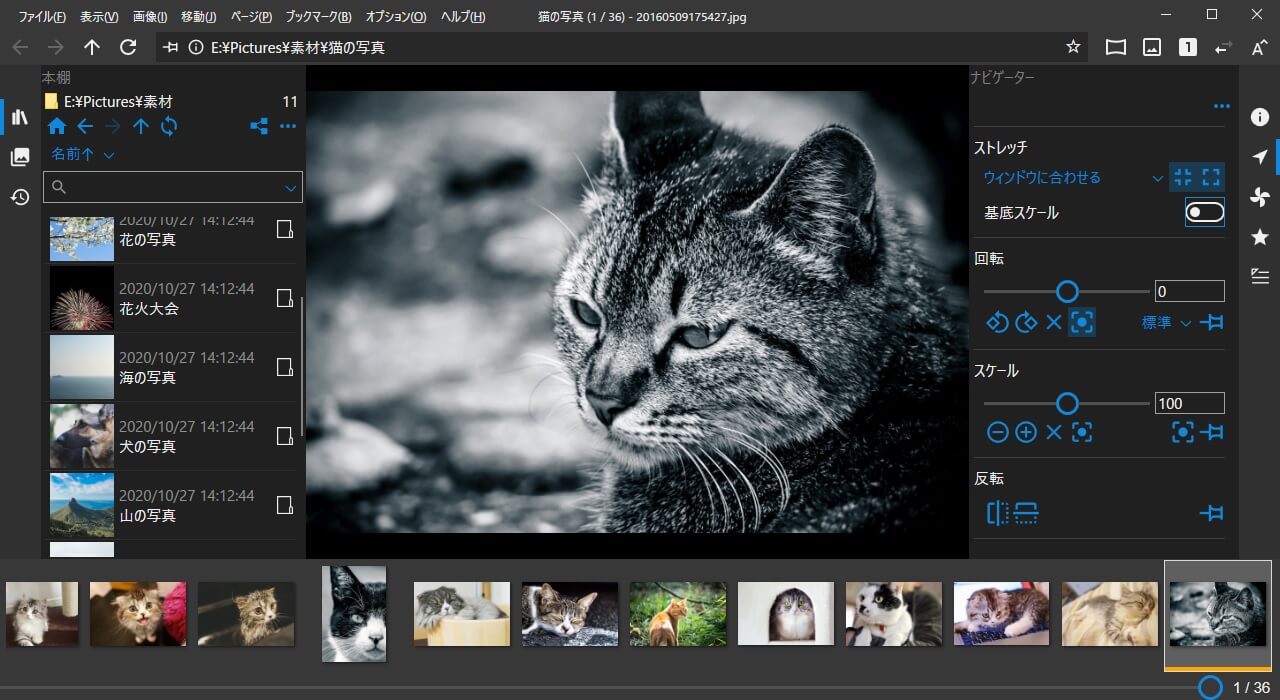 ファイル(F) 表示(V) 画像(I) 移動(J) ページ(P) ブックマーク(B) オプション(O) ヘルプ(H) 猫の写真 (1 / 36) - 20160509175427.jpg
E:¥Pictures¥素材¥猫の写真
1
A
本棚
E:¥Pictures¥素材 11
名前个
2020/10/27 14:12:44
花の写真
2020/10/27 14:12:44
花火大会
2020/10/27 14:12:44
海の写真
2020/10/27 14:12:44
犬の写真
2020/10/27 14:12:44
山の写真
ナビゲーター
ストレッチ
ウィンドウに合わせる
基底スケール
回転
0
標準
スケール
100
反転
1 / 36